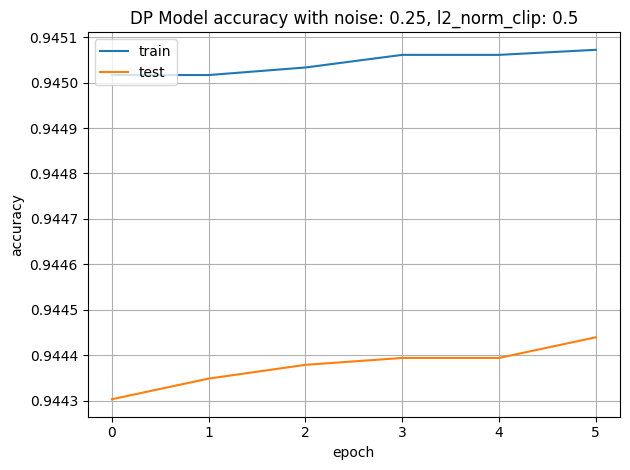 DP Model accuracy with noise: 0.25, l2_norm_clip: 0.5
train
test
accuracy
0.9451
0.9450
0.9449
0.9448
0.9447
0.9446
0.9445
0.9444
0.9443
0 1 2 3 4 5
epoch